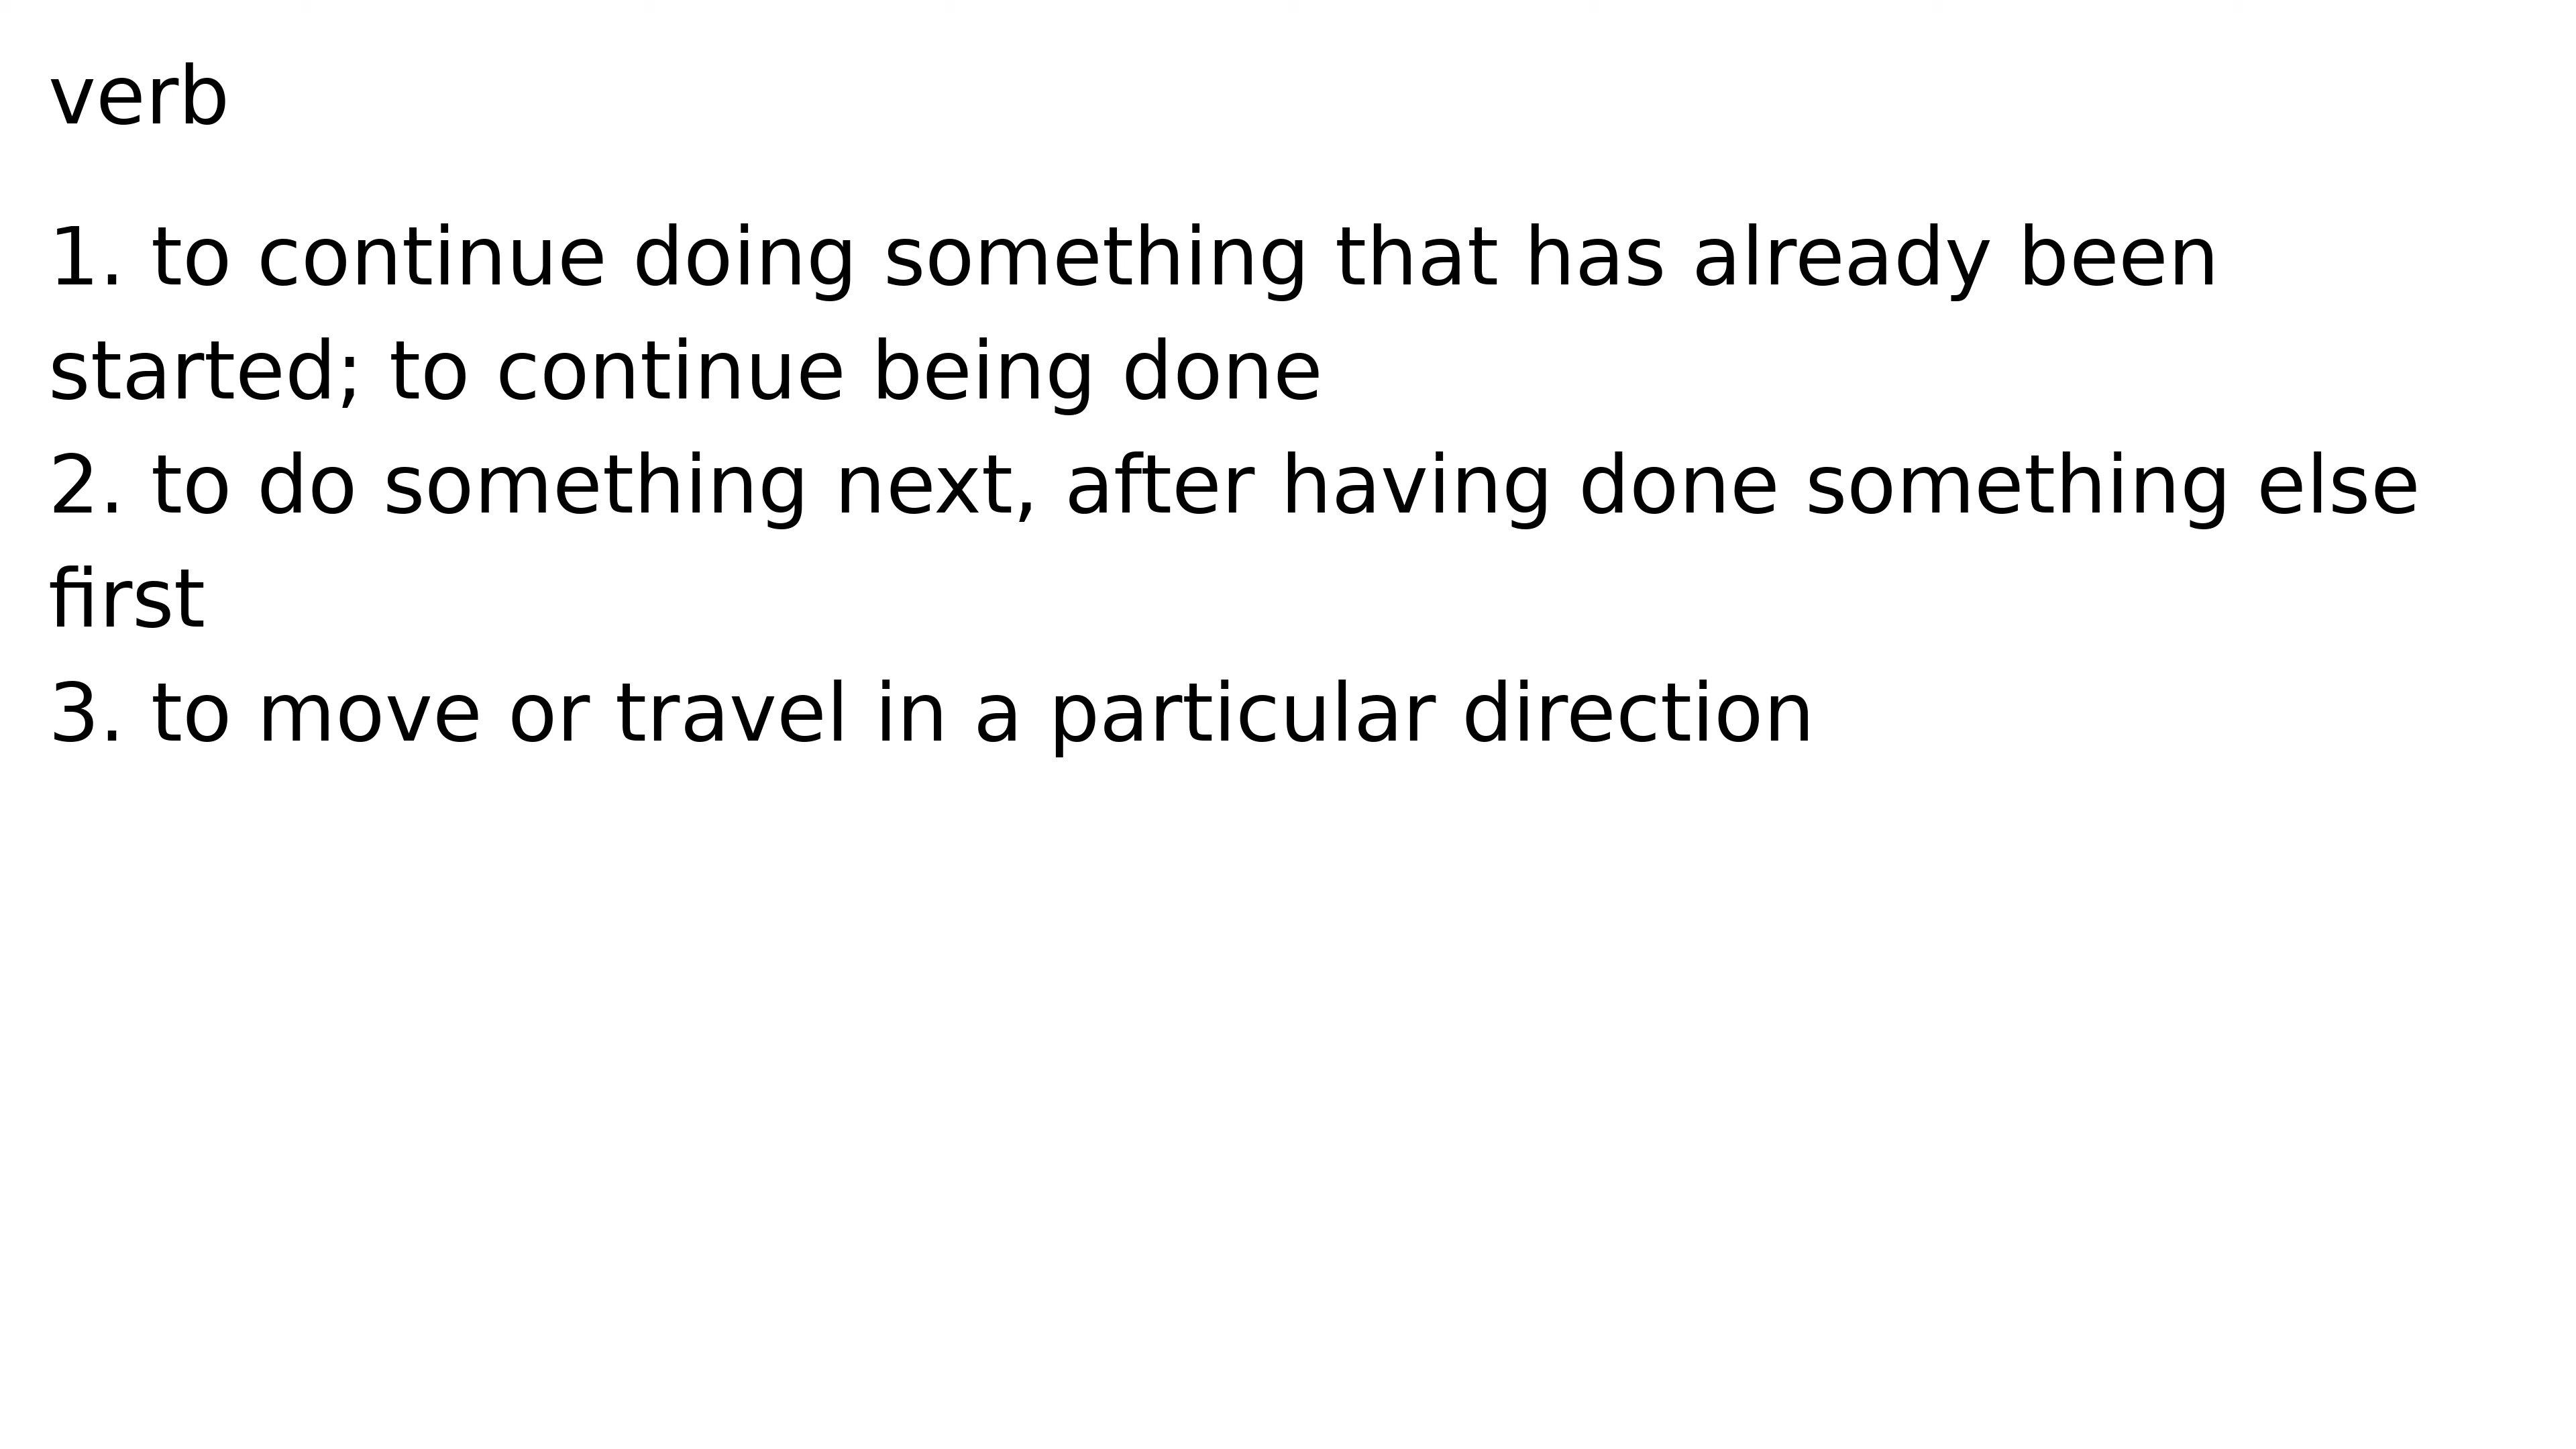 verb
1. to continue doing something that has already been
started; to continue being done
2. to do something next, after having done something else
first
3. to move or travel in a particular direction